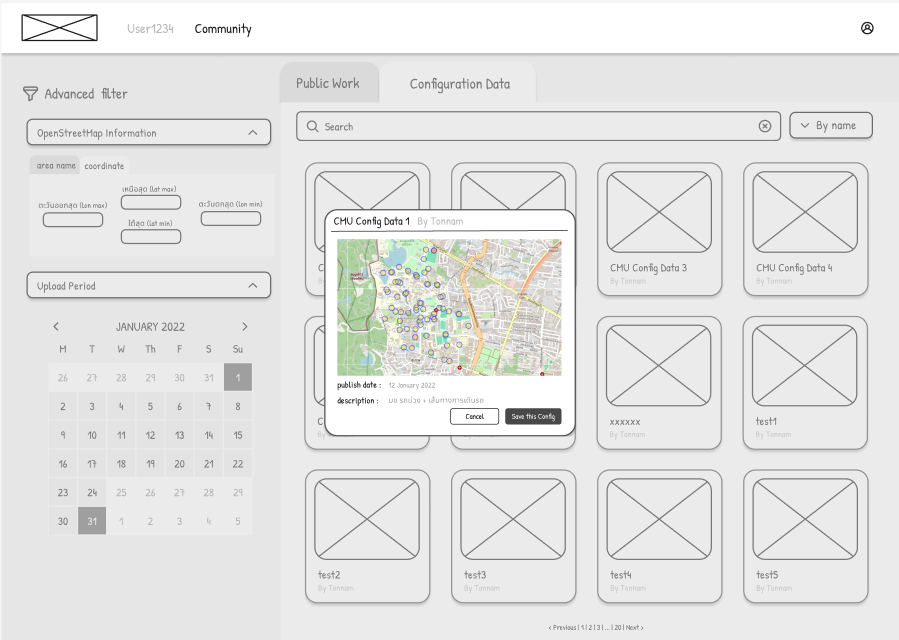 User1234 Community
Public Work Configuration Data
Advanced filter
Search
By name
OpenStreetMap Information
area name coordinate
เหนือสุด (lat max)
ตะวันออกสุด (lon max) ตะวันตกสุด (lon min)
ใต้สุด (lat min)
Upload Period
JANUARY 2022
M T W Th F S Su
26 27 28 29 30 31 1
2 3 4 5 6 7 8
9 10 11 12 13 14 15
16 17 18 19 20 21 22
23 24 25 26 27 28 29
30 31 1 2 3 4 5
CMU Config Data 1 By Tonnam
publish date : 12 January 2022
description : มช รถม่วง + เส้นทางการเดินรถ
Cancel Save this Config
C
CMU Config Data 3
By Tonnam
CMU Config Data 4
By Tonnam
C
By Tonnam
xxxxxx
By Tonnam
test1
By Tonnam
test2
By Tonnam
test3
By Tonnam
test4
By Tonnam
test5
By Tonnam
< Previous | 1 | 2 | 3 | ... | 20 | Next >